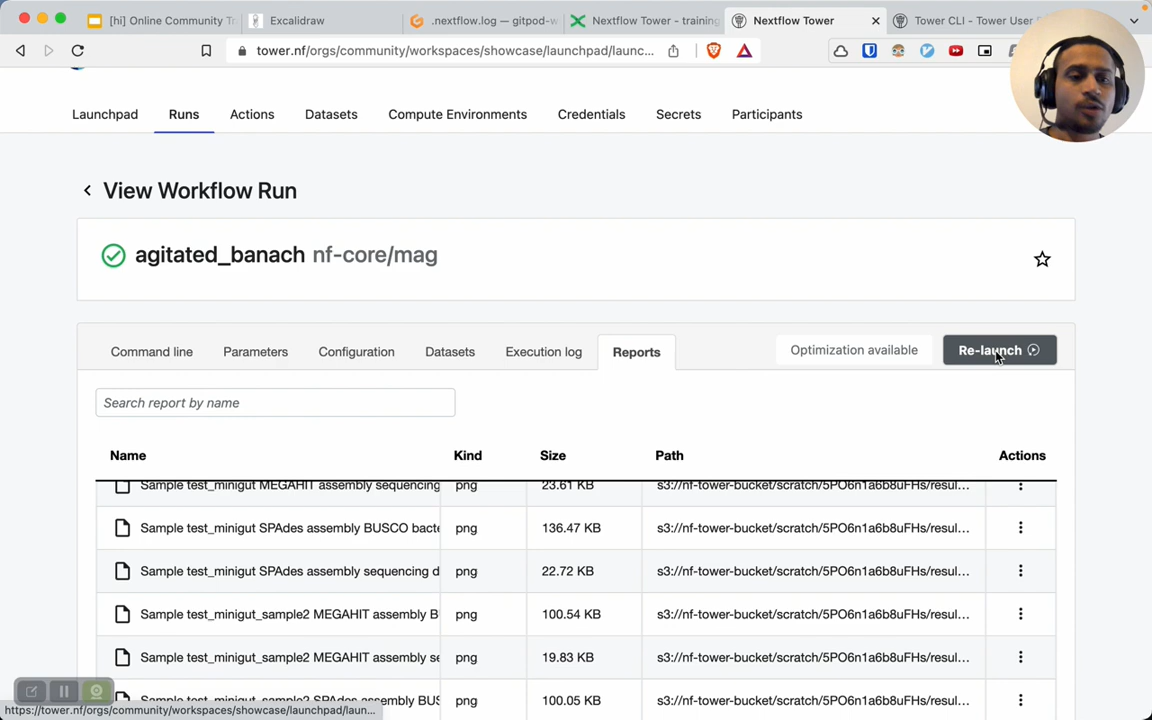 [hi] Online Community Tr
Excalidraw
.nextflow.log — gitpod-w
Nextflow Tower - training
Nextflow Tower
Tower CLI - Tower User
tower.nf/orgs/community/workspaces/showcase/launchpad/launc...
Launchpad
Runs
Actions
Datasets
Compute Environments
Credentials
Secrets
Participants
View Workflow Run
agitated_banach nf-core/mag
Command line
Parameters
Configuration
Datasets
Execution log
Reports
Optimization available
Re-launch
Search report by name
Name Kind Size Path Actions
Sample test_minigut MEGAHIT assembly sequencing png 23.61 KB s3://nf-tower-bucket/scratch/5PO6n1a6b8uFHs/resul...
Sample test_minigut SPAdes assembly BUSCO bacte png 136.47 KB s3://nf-tower-bucket/scratch/5PO6n1a6b8uFHs/resul...
Sample test_minigut SPAdes assembly sequencing d png 22.72 KB s3://nf-tower-bucket/scratch/5PO6n1a6b8uFHs/resul...
Sample test_minigut_sample2 MEGAHIT assembly B png 100.54 KB s3://nf-tower-bucket/scratch/5PO6n1a6b8uFHs/resul...
Sample test_minigut_sample2 MEGAHIT assembly se png 19.83 KB s3://nf-tower-bucket/scratch/5PO6n1a6b8uFHs/resul...
Sample test_minigut_sample2 SPAdes assembly BUS png 100.05 KB s3://nf-tower-bucket/scratch/5PO6n1a6b8uFHs/resul...
https://tower.nf/orgs/community/workspaces/showcase/launchpad/laun...